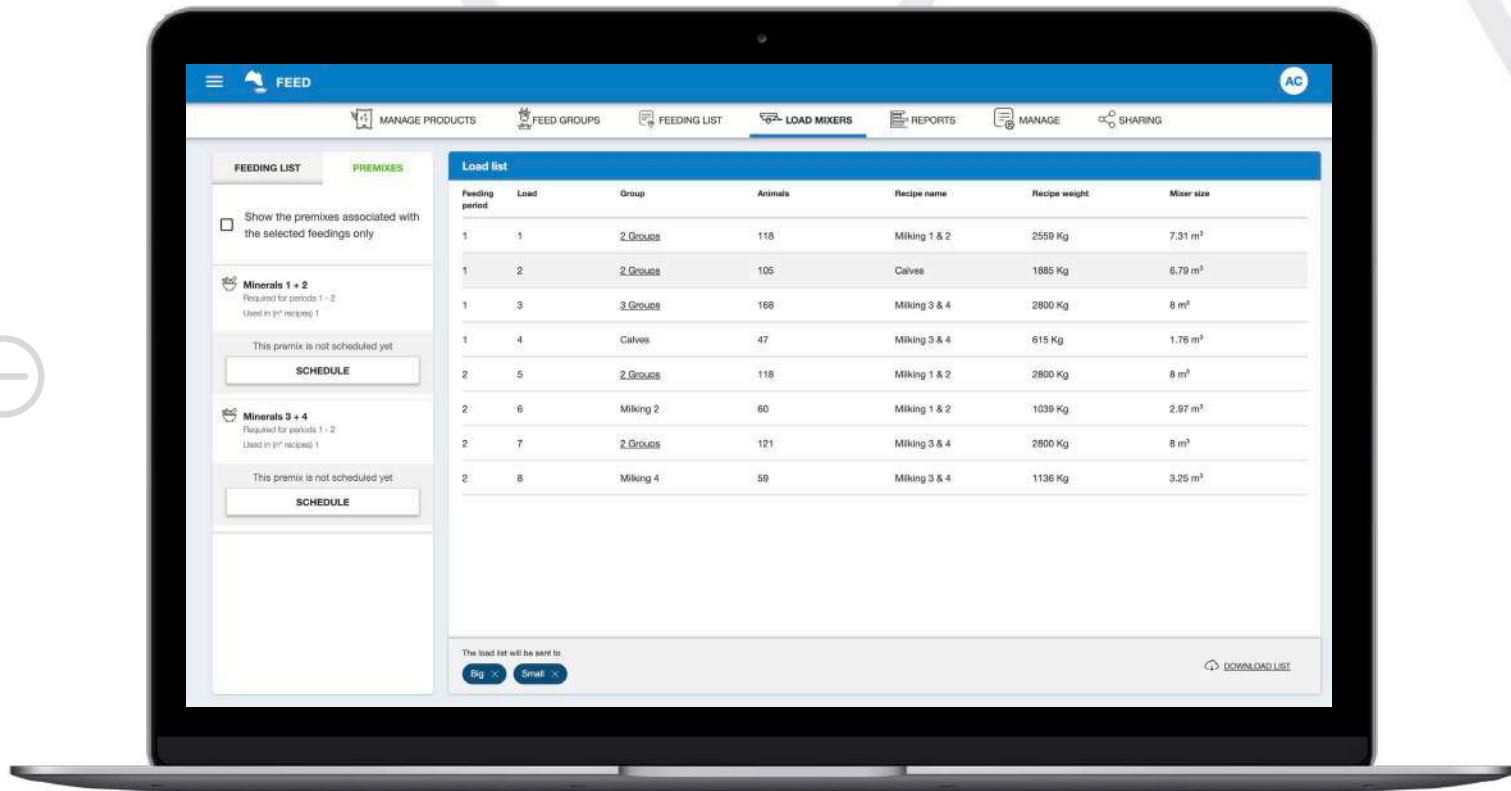 FEED
AC
MANAGE PRODUCTS
FEED GROUPS
FEEDING LIST
LOAD MIXERS
REPORTS
MANAGE
SHARING
FEEDING LIST
PREMIXES
Show the premixes associated with
the selected feedings only
Minerals 1 + 2
Required for periods 1 - 2
Used in (n° recipes) 1
This premix is not scheduled yet
SCHEDULE
Minerals 3 + 4
Required for periods 1 - 2
Used in (n° recipes) 1
This premix is not scheduled yet
SCHEDULE
Load list
Feeding period Load Group Animals Recipe name Recipe weight Mixer size
1 1 2 Groups 118 Milking 1 & 2 2559 Kg 7.31 m³
1 2 2 Groups 105 Calves 1885 Kg 6.79 m³
1 3 3 Groups 168 Milking 3 & 4 2800 Kg 8 m³
1 4 Calves 47 Milking 3 & 4 615 Kg 1.76 m³
2 5 2 Groups 118 Milking 1 & 2 2800 Kg 8 m³
2 6 Milking 2 60 Milking 1 & 2 1039 Kg 2.97 m³
2 7 2 Groups 121 Milking 3 & 4 2800 Kg 8 m³
2 8 Milking 4 59 Milking 3 & 4 1136 Kg 3.25 m³
The load list will be sent to
Big ×
Small ×
DOWNLOAD LIST